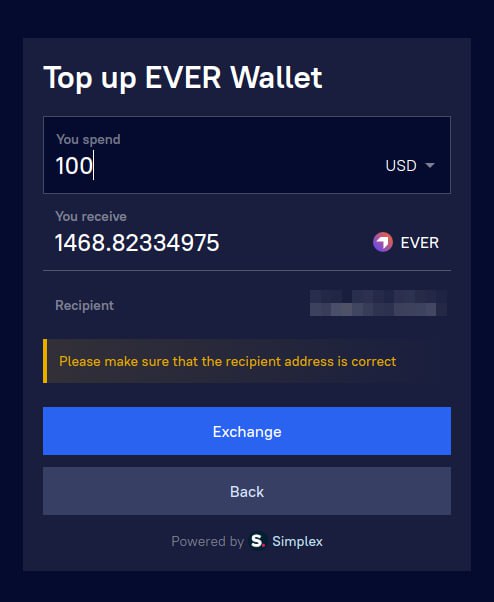 Top up EVER Wallet
You spend
100
USD
You receive
1468.82334975
EVER
Recipient
Please make sure that the recipient address is correct
Exchange
Back
Powered by S. Simplex